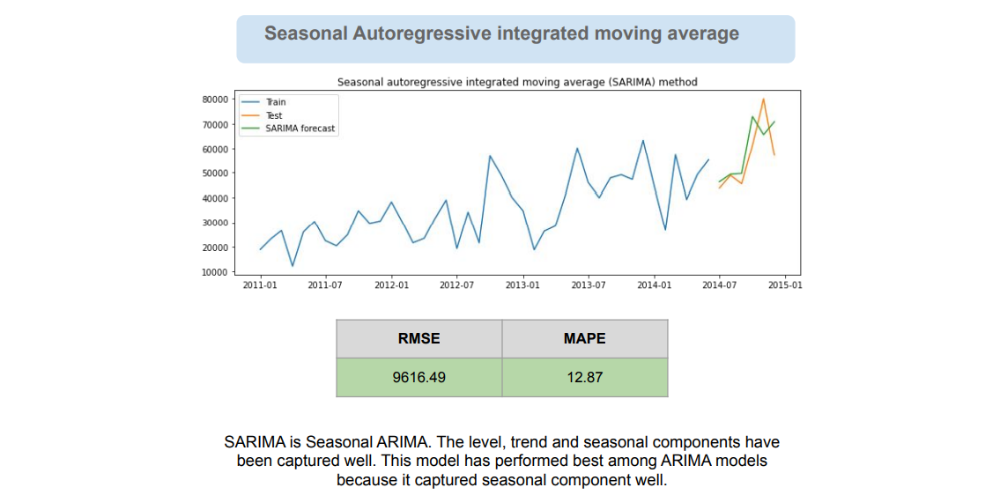 Seasonal Autoregressive integrated moving average
Seasonal autoregressive integrated moving average (SARIMA) method
Train
Test
SARIMA forecast
80000
70000
60000
50000
40000
30000
20000
10000
2011-01 2011-07 2012-01 2012-07 2013-01 2013-07 2014-01 2014-07 2015-01
RMSE MAPE
9616.49 12.87
SARIMA is Seasonal ARIMA. The level, trend and seasonal components have
been captured well. This model has performed best among ARIMA models
because it captured seasonal component well.